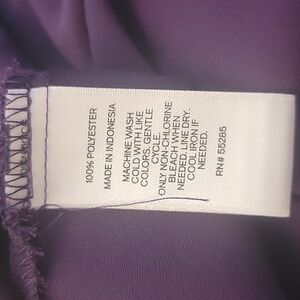 100% POLYESTER
MADE IN INDONESIA
MACHINE WASH
COLD WITH LIKE
COLORS. GENTLE
CYCLE.
ONLY NON-CHLORINE
BLEACH WHEN
NEEDED. LINE DRY.
COOL IRON IF
NEEDED.
RN# 55285